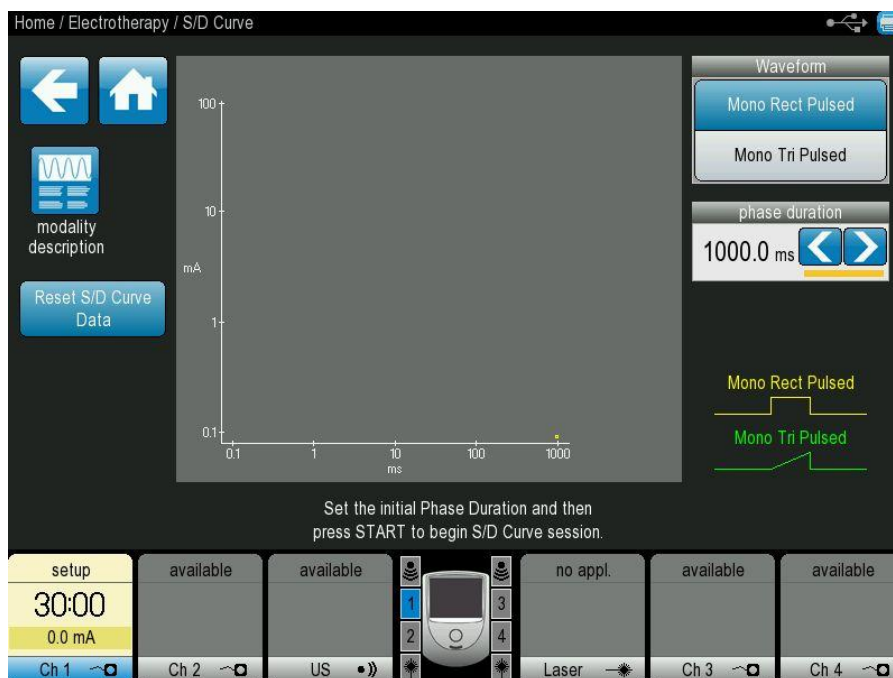 Home / Electrotherapy / S/D Curve
Waveform
Mono Rect Pulsed
Mono Tri Pulsed
modality
description
Reset S/D Curve
Data
100
10
mA
1
0.1
0.1 1 10 100 1000
ms
phase duration
1000.0 ms
Mono Rect Pulsed
Mono Tri Pulsed
Set the initial Phase Duration and then
press START to begin S/D Curve session.
setup
30:00
0.0 mA
Ch 1
available
Ch 2
available
US
1
2
3
4
no appl.
Laser
available
Ch 3
available
Ch 4